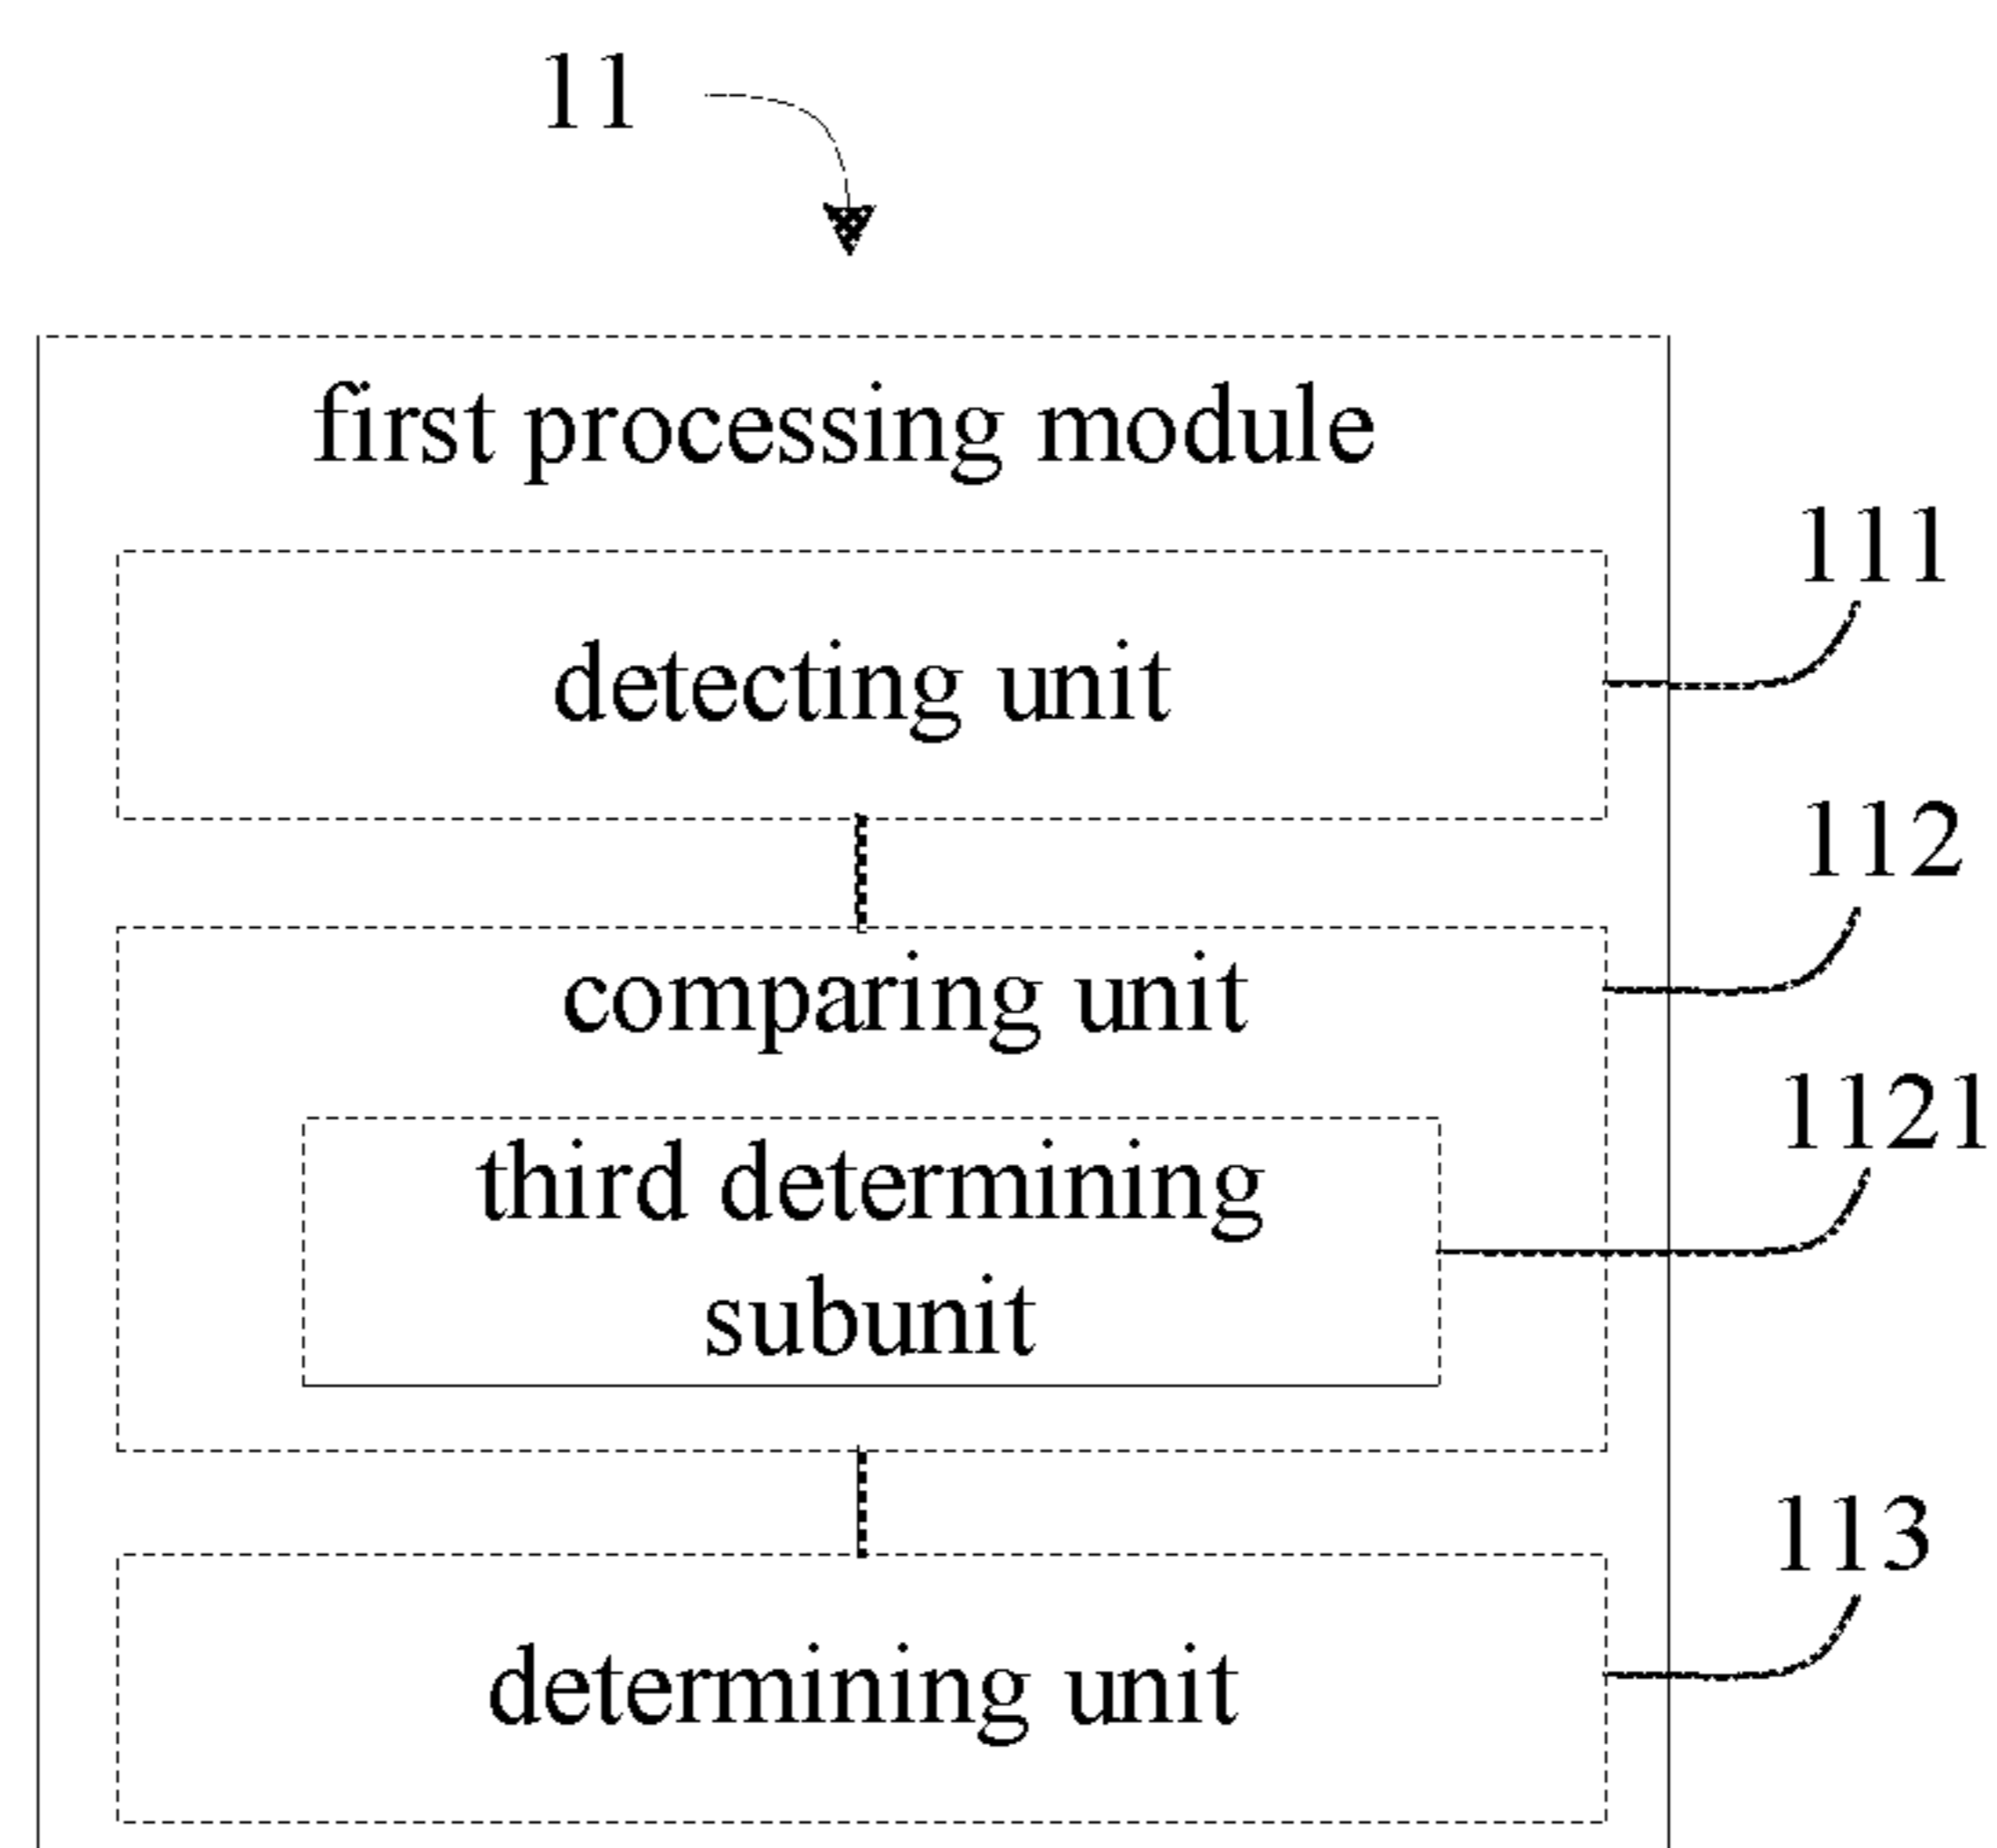 11
first processing module
111
detecting unit
112
comparing unit
1121
third determining
subunit
113
determining unit